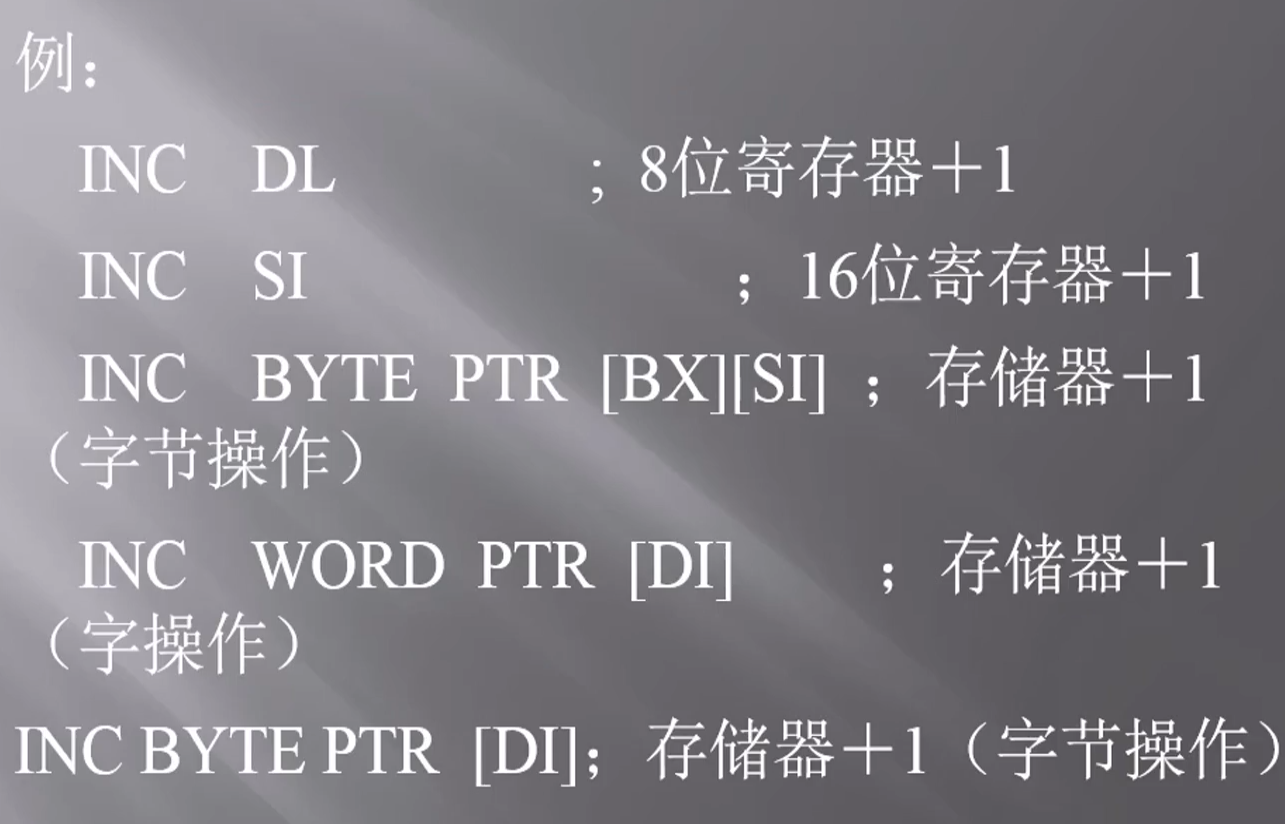 例：
INC DL ；8位寄存器＋1
INC SI ；16位寄存器＋1
INC BYTE PTR [BX][SI] ；存储器＋1
（字节操作）
INC WORD PTR [DI] ；存储器＋1
（字操作）
INC BYTE PTR [DI]；存储器＋1（字节操作）